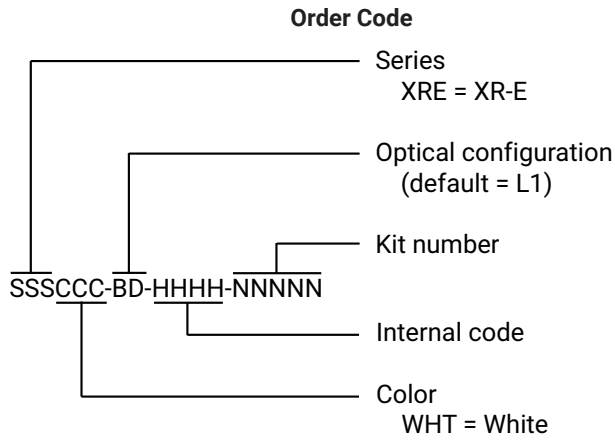 Order Code
Series
XRE = XR-E
Optical configuration
(default = L1)
Kit number
SSSCCC-BD-HHHH-NNNNN
Internal code
Color
WHT = White